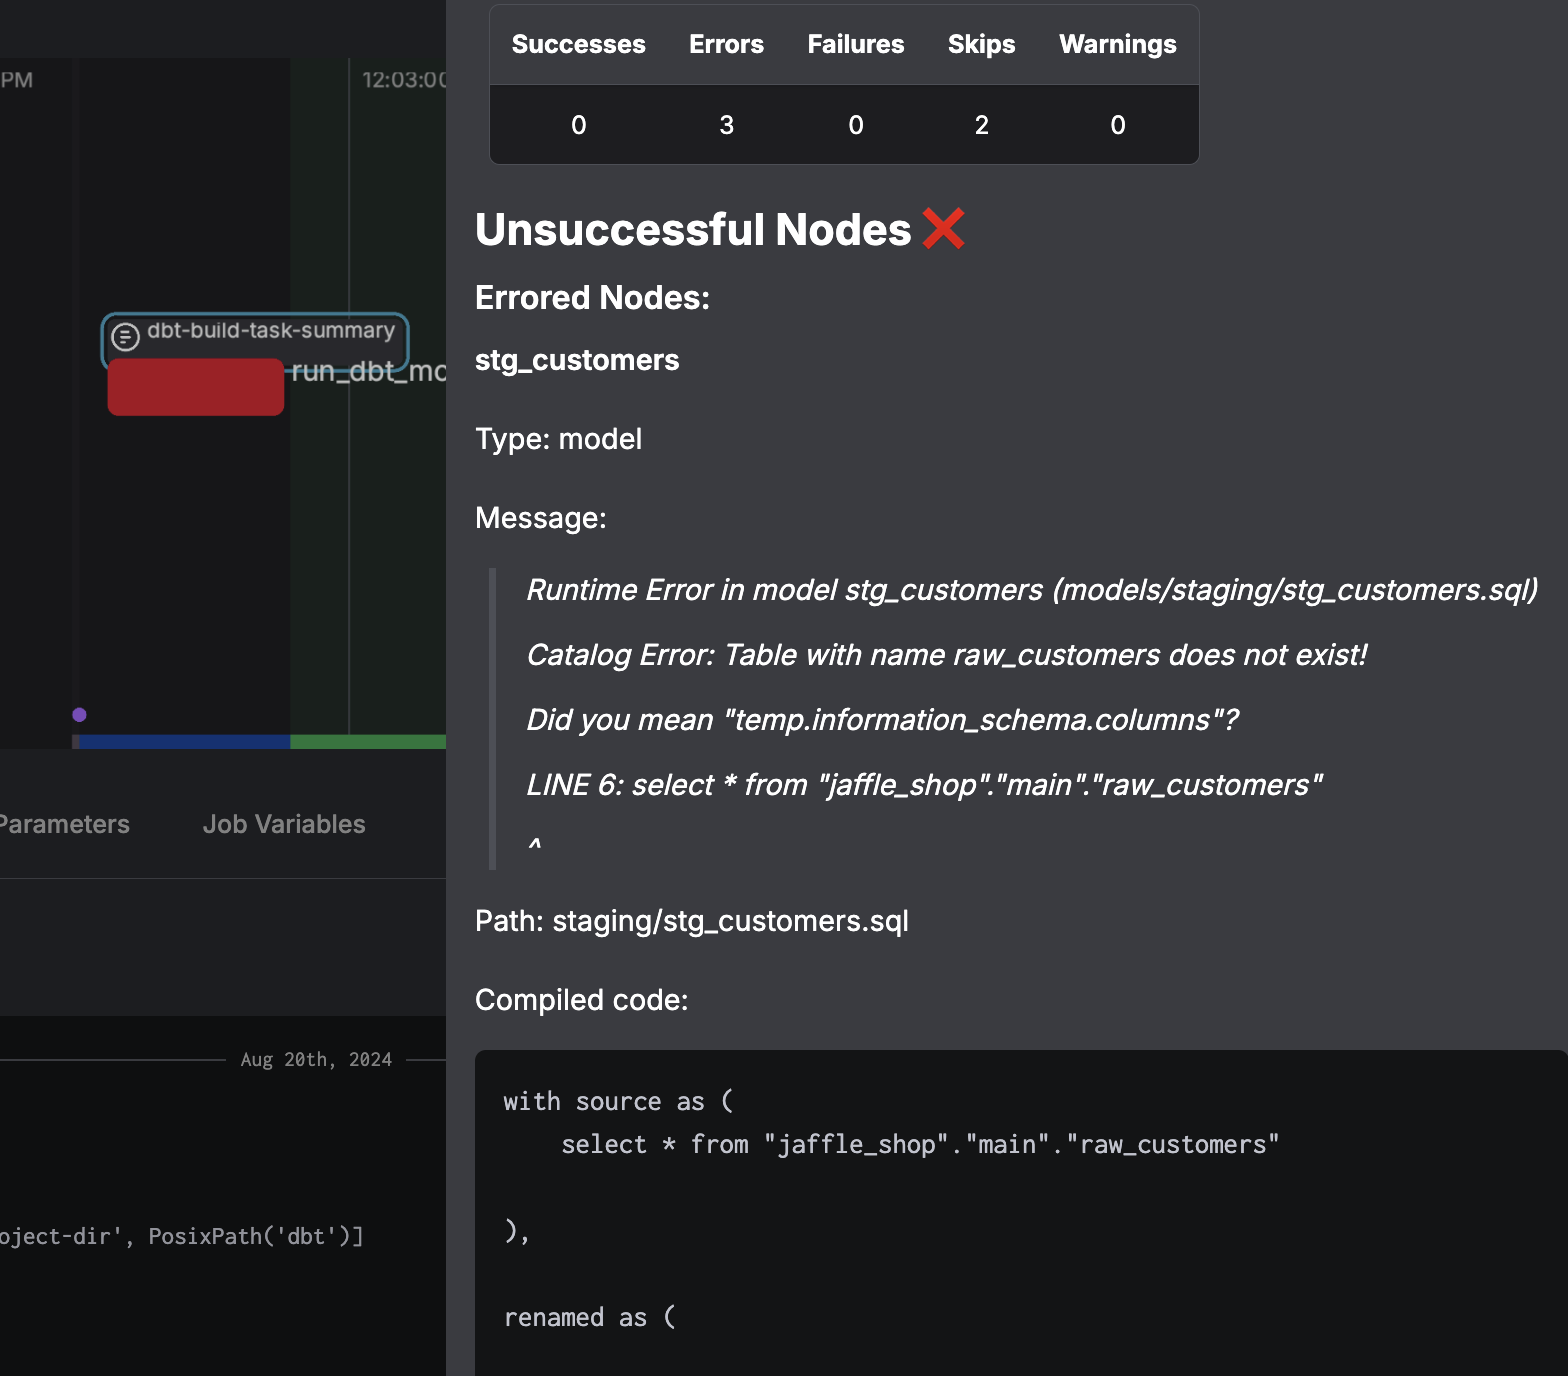 PM
12:03:00
dbt-build-task-summary
run_dbt_mo
Parameters Job Variables
Aug 20th, 2024
oject-dir', PosixPath('dbt')]
Successes Errors Failures Skips Warnings
0 3 0 2 0
Unsuccessful Nodes ❌
Errored Nodes:
stg_customers
Type: model
Message:
Runtime Error in model stg_customers (models/staging/stg_customers.sql)
Catalog Error: Table with name raw_customers does not exist!
Did you mean "temp.information_schema.columns"?
LINE 6: select * from "jaffle_shop"."main"."raw_customers"
^
Path: staging/stg_customers.sql
Compiled code:
with source as (
    select * from "jaffle_shop"."main"."raw_customers"
),
renamed as (